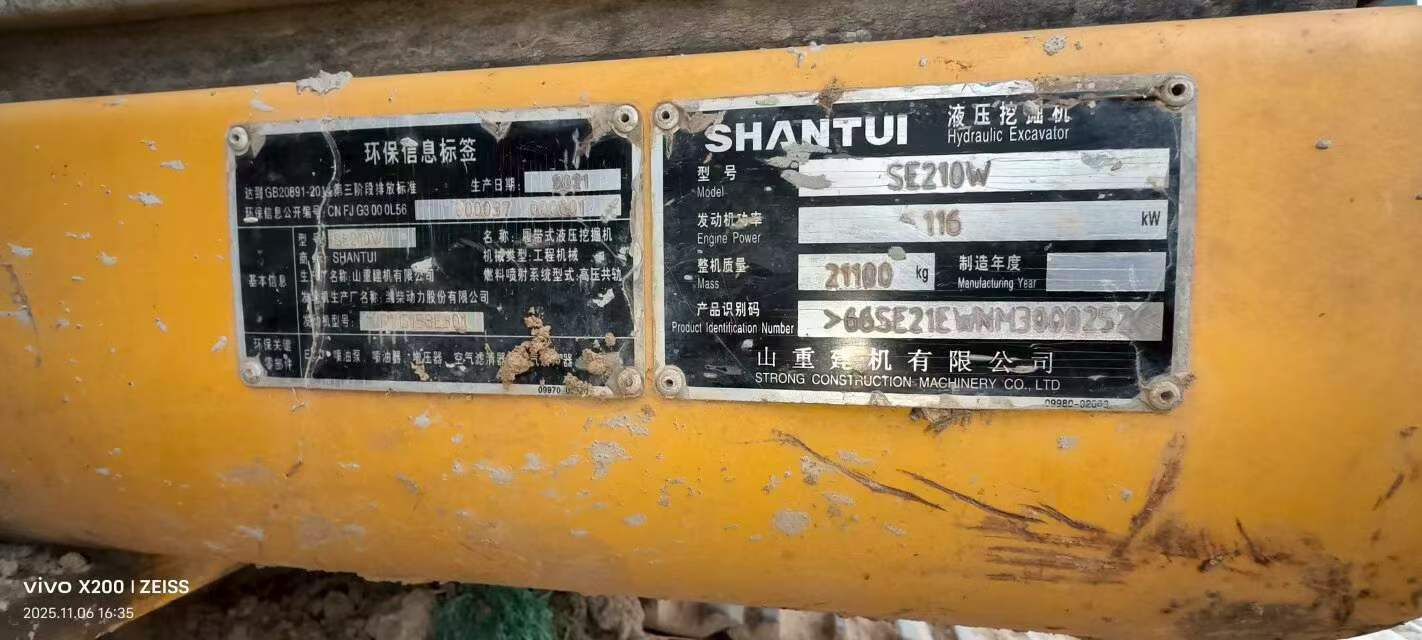 环保信息标签
达到GB20891-2014第三阶段排放标准 生产日期: 2021
环保信息公开编号: CN FJ G3 00 0L56 000037 000001
基本信息
型 SE210W 名 称: 履带式液压挖掘机
商 SHANTUI 机械类型: 工程机械
生产厂名称: 山重建机有限公司 燃料喷射系统型式: 高压共轨
发动机生产厂名称: 潍柴动力股份有限公司
发动机型号:
环保关键零部件
喷油泵、喷油器、增压器、空气滤清器
09970
SHANTUI 液压挖掘机
Hydraulic Excavator
型号 SE210W
Model
发动机功率 116 kW
Engine Power
整机质量 21100 kg 制造年度
Mass Manufacturing Year
产品识别码 >66SE21EWNM3000252<
Product Identification Number
山重建机有限公司
STRONG CONSTRUCTION MACHINERY CO., LTD
09980-02003
vivo X200 | ZEISS
2025.11.06 16:35